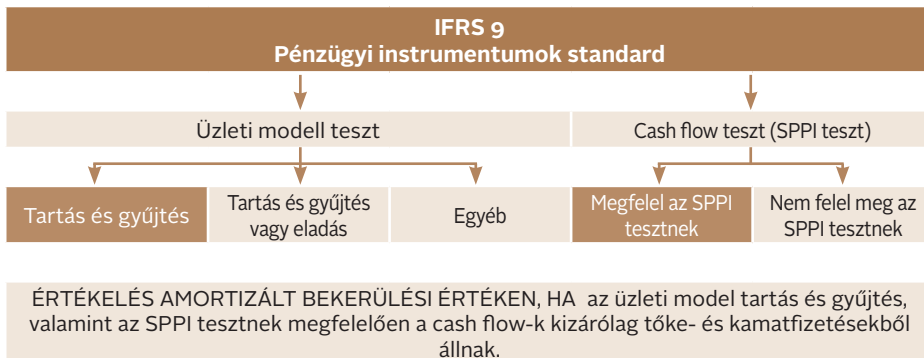 IFRS 9
Pénzügyi instrumentumok standard
Üzleti modell teszt
Cash flow teszt (SPPI teszt)
Tartás és gyűjtés
Tartás és gyűjtés
vagy eladás
Egyéb
Megfelel az SPPI
tesztnek
Nem felel meg az
SPPI tesztnek
ÉRTÉKELÉS AMORTIZÁLT BEKERÜLÉSI ÉRTÉKEN, HA az üzleti model tartás és gyűjtés,
valamint az SPPI tesztnek megfelelően a cash flow-k kizárólag tőke- és kamatfizetésekből
állnak.